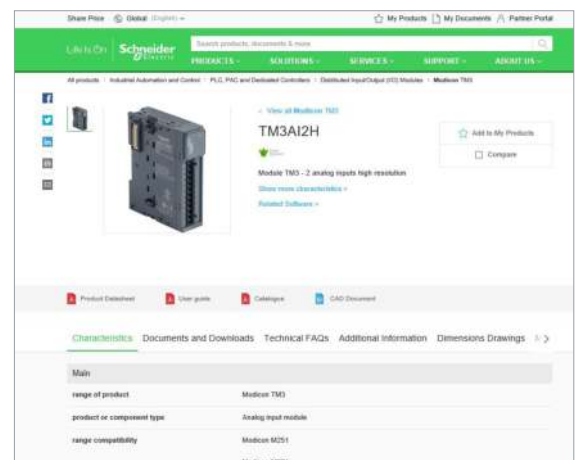 Share Price Global (English) My Products My Documents Partner Portal
Life Is On Schneider Electric
Search products, documents & more
PRODUCTS SOLUTIONS SERVICES SUPPORT ABOUT US
All products Industrial Automation and Control PLC, PAC and Dedicated Controllers Distributed Input/Output (I/O) Modules Modicon TM3
< View all Modicon TM3
TM3AI2H
Add to My Products
Compare
Module TM3 - 2 analog inputs high resolution
Show more characteristics >
Related Software >
Product Datasheet User guide Catalogue CAD Document
Characteristics Documents and Downloads Technical FAQs Additional Information Dimensions Drawings
Main
range of product Modicon TM3
product or component type Analog input module
range compatibility Modicon M251